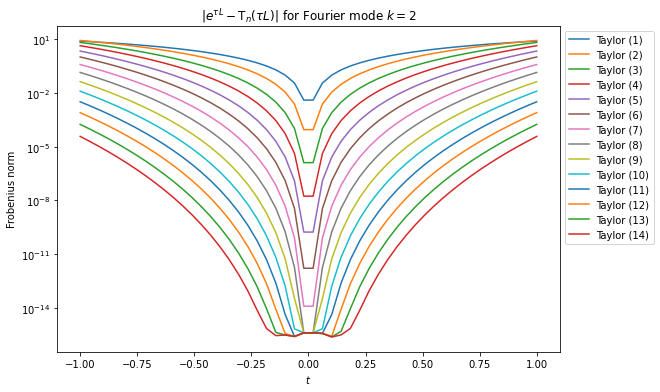 |e^{τL} − T_n(τL)| for Fourier mode k = 2
Frobenius norm
10^1
10^{−2}
10^{−5}
10^{−8}
10^{−11}
10^{−14}
−1.00 −0.75 −0.50 −0.25 0.00 0.25 0.50 0.75 1.00
t
Taylor (1)
Taylor (2)
Taylor (3)
Taylor (4)
Taylor (5)
Taylor (6)
Taylor (7)
Taylor (8)
Taylor (9)
Taylor (10)
Taylor (11)
Taylor (12)
Taylor (13)
Taylor (14)